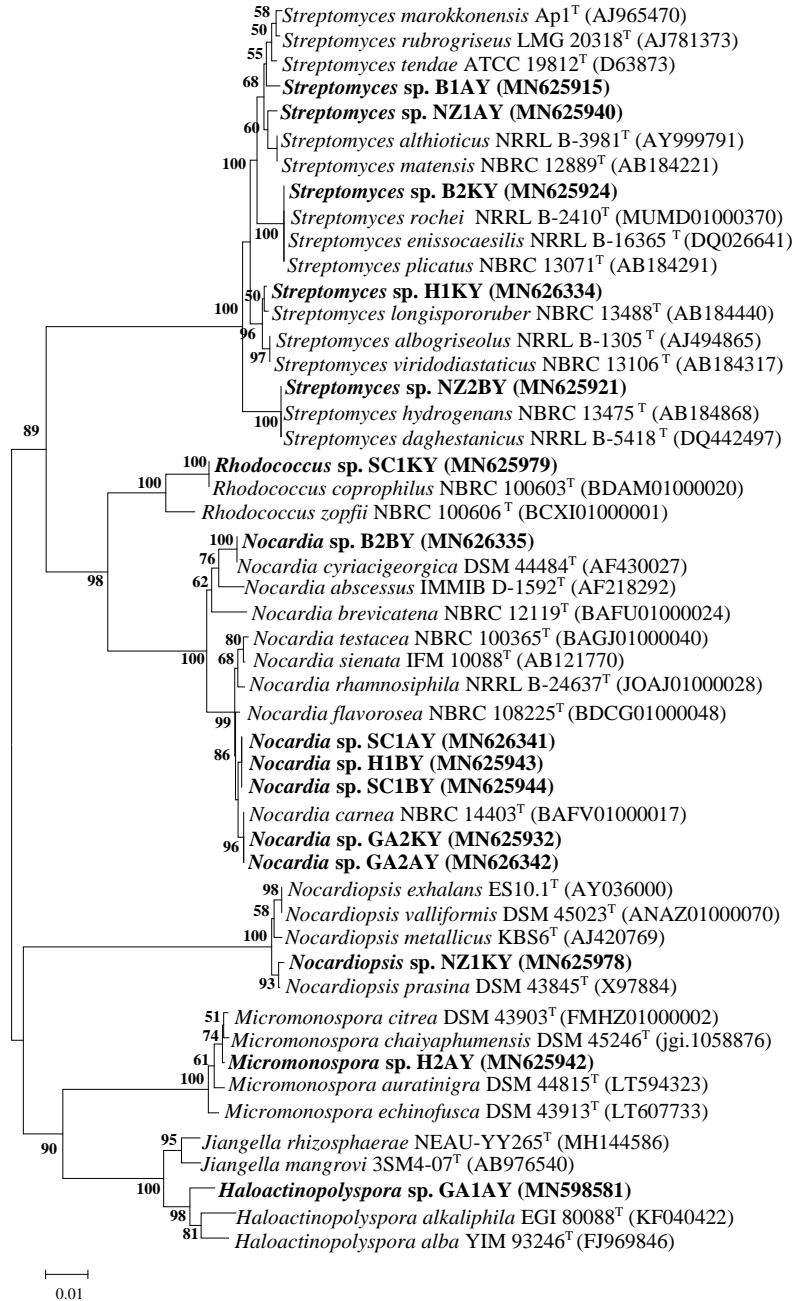 58 Streptomyces marokkonensis Ap1T (AJ965470)
50 Streptomyces rubrogriseus LMG 20318T (AJ781373)
55 Streptomyces tendae ATCC 19812T (D63873)
68 Streptomyces sp. B1AY (MN625915)
Streptomyces sp. NZ1AY (MN625940)
60 Streptomyces althioticus NRRL B-3981T (AY999791)
100 Streptomyces matensis NBRC 12889T (AB184221)
Streptomyces sp. B2KY (MN625924)
Streptomyces rochei NRRL B-2410T (MUMD01000370)
100 Streptomyces enissocaesilis NRRL B-16365 T (DQ026641)
Streptomyces plicatus NBRC 13071T (AB184291)
50 Streptomyces sp. H1KY (MN626334)
100 Streptomyces longispororuber NBRC 13488T (AB184440)
96 Streptomyces albogriseolus NRRL B-1305T (AJ494865)
97 Streptomyces viridodiastaticus NBRC 13106T (AB184317)
Streptomyces sp. NZ2BY (MN625921)
100 Streptomyces hydrogenans NBRC 13475T (AB184868)
89 Streptomyces daghestanicus NRRL B-5418T (DQ442497)
100 Rhodococcus sp. SC1KY (MN625979)
100 Rhodococcus coprophilus NBRC 100603T (BDAM01000020)
Rhodococcus zopfii NBRC 100606 T (BCXI01000001)
100 Nocardia sp. B2BY (MN626335)
76 Nocardia cyriacigeorgica DSM 44484T (AF430027)
98 62 Nocardia abscessus IMMIB D-1592T (AF218292)
Nocardia brevicatena NBRC 12119T (BAFU01000024)
80 Nocardia testacea NBRC 100365T (BAGJ01000040)
100 68 Nocardia sienata IFM 10088T (AB121770)
Nocardia rhamnosiphila NRRL B-24637T (JOAJ01000028)
99 Nocardia flavorosea NBRC 108225T (BDCG01000048)
86 Nocardia sp. SC1AY (MN626341)
Nocardia sp. H1BY (MN625943)
Nocardia sp. SC1BY (MN625944)
Nocardia carnea NBRC 14403T (BAFV01000017)
96 Nocardia sp. GA2KY (MN625932)
Nocardia sp. GA2AY (MN626342)
98 Nocardiopsis exhalans ES10.1T (AY036000)
58 Nocardiopsis valliformis DSM 45023T (ANAZ01000070)
100 Nocardiopsis metallicus KBS6T (AJ420769)
Nocardiopsis sp. NZ1KY (MN625978)
93 Nocardiopsis prasina DSM 43845T (X97884)
51 Micromonospora citrea DSM 43903T (FMHZ01000002)
74 Micromonospora chaiyaphumensis DSM 45246T (jgi.1058876)
61 Micromonospora sp. H2AY (MN625942)
100 Micromonospora auratinigra DSM 44815T (LT594323)
Micromonospora echinofusca DSM 43913T (LT607733)
90 95 Jiangella rhizosphaerae NEAU-YY265T (MH144586)
Jiangella mangrovi 3SM4-07T (AB976540)
100 Haloactinopolyspora sp. GA1AY (MN598581)
98 Haloactinopolyspora alkaliphila EGI 80088T (KF040422)
81 Haloactinopolyspora alba YIM 93246T (FJ969846)
0.01